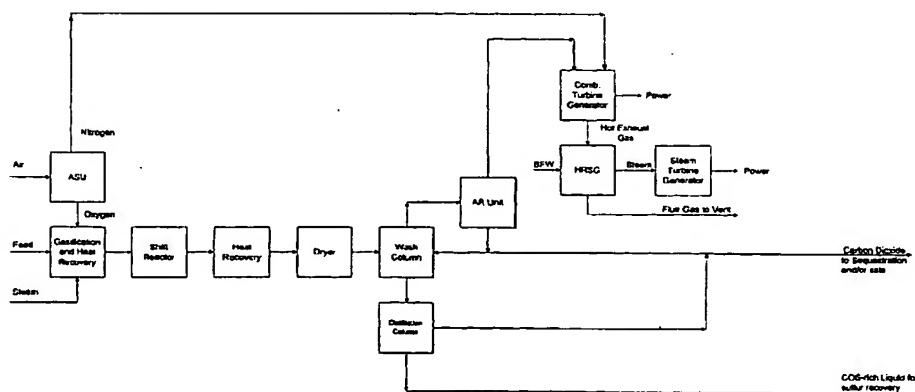 Comb.
Turbine
Generator
Power
Nitrogen
Hot Exhaust
Gas
Air
ASU
BFW
HRSG
Steam
Steam
Turbine
Generator
Power
AR Unit
Flue Gas to Vent
Oxygen
Feed
Gasification
and Heat
Recovery
Shift
Reactor
Heat
Recovery
Dryer
Wash
Column
Carbon Dioxide
to Sequestration
and/or sale
Steam
Distillation
Column
COS-rich Liquid to
sulfur recovery